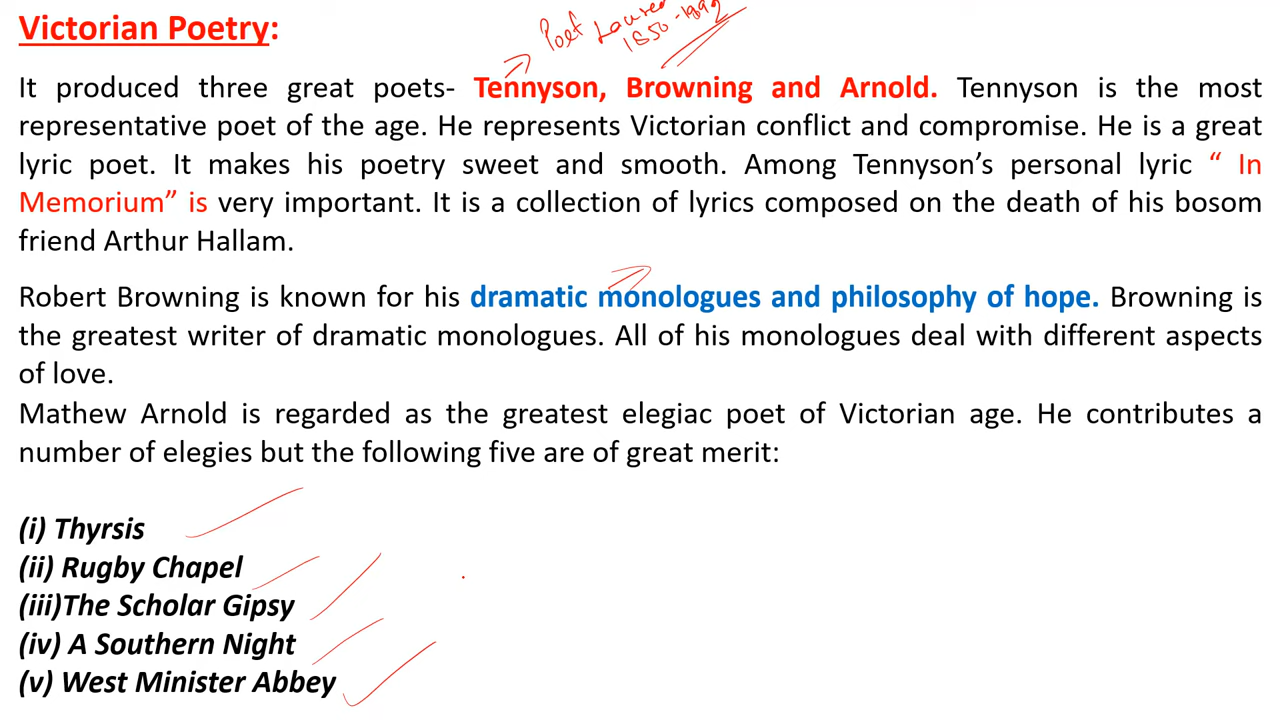 Victorian Poetry:
Poet Laurea
1850-1892
It produced three great poets- Tennyson, Browning and Arnold. Tennyson is the most
representative poet of the age. He represents Victorian conflict and compromise. He is a great
lyric poet. It makes his poetry sweet and smooth. Among Tennyson’s personal lyric “ In
Memorium” is very important. It is a collection of lyrics composed on the death of his bosom
friend Arthur Hallam.
Robert Browning is known for his dramatic monologues and philosophy of hope. Browning is
the greatest writer of dramatic monologues. All of his monologues deal with different aspects
of love.
Mathew Arnold is regarded as the greatest elegiac poet of Victorian age. He contributes a
number of elegies but the following five are of great merit:
(i) Thyrsis
(ii) Rugby Chapel
(iii)The Scholar Gipsy
(iv) A Southern Night
(v) West Minister Abbey